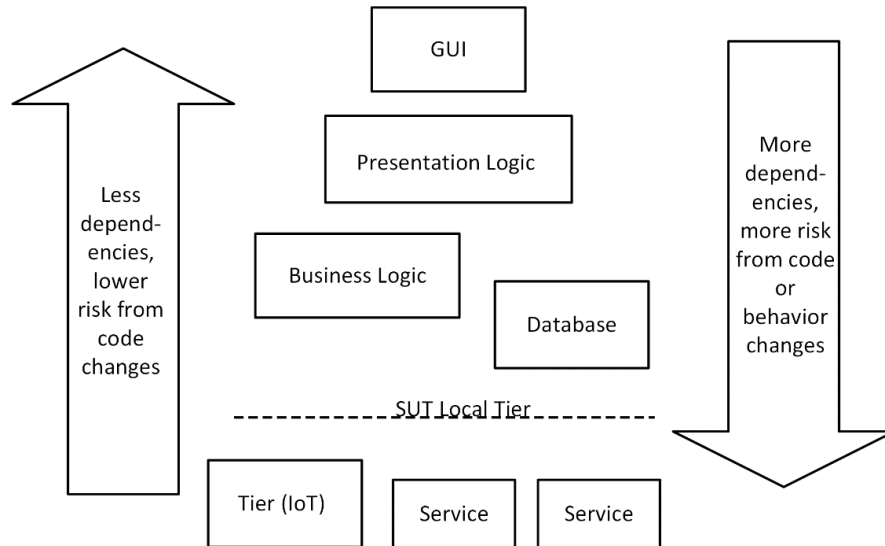 GUI
Presentation Logic
Business Logic
Database
SUT Local Tier
Tier (IoT)
Service
Service
Less
depend-
encies,
lower
risk from
code
changes
More
depend-
encies,
more risk
from code
or
behavior
changes